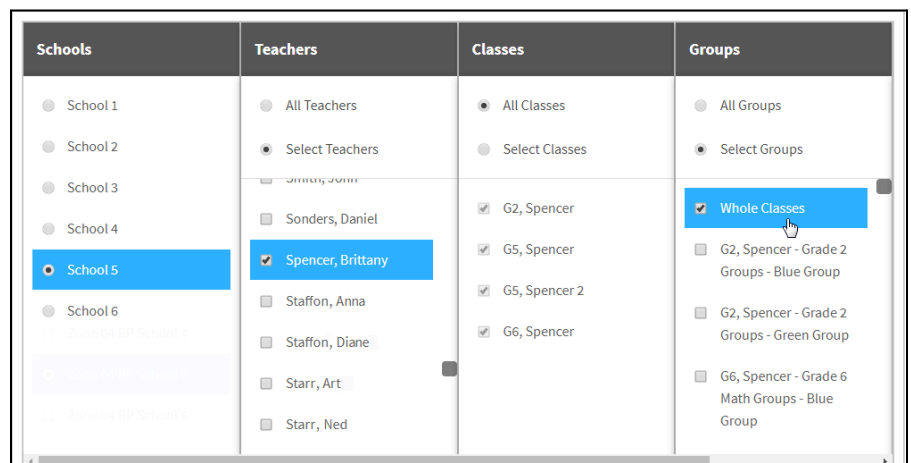 Schools
Teachers
Classes
Groups
School 1
School 2
School 3
School 4
School 5
School 6
All Teachers
Select Teachers
Smith, John
Sonders, Daniel
Spencer, Brittany
Staffon, Anna
Staffon, Diane
Starr, Art
Starr, Ned
All Classes
Select Classes
G2, Spencer
G5, Spencer
G5, Spencer 2
G6, Spencer
All Groups
Select Groups
Whole Classes
G2, Spencer - Grade 2
Groups - Blue Group
G2, Spencer - Grade 2
Groups - Green Group
G6, Spencer - Grade 6
Math Groups - Blue
Group